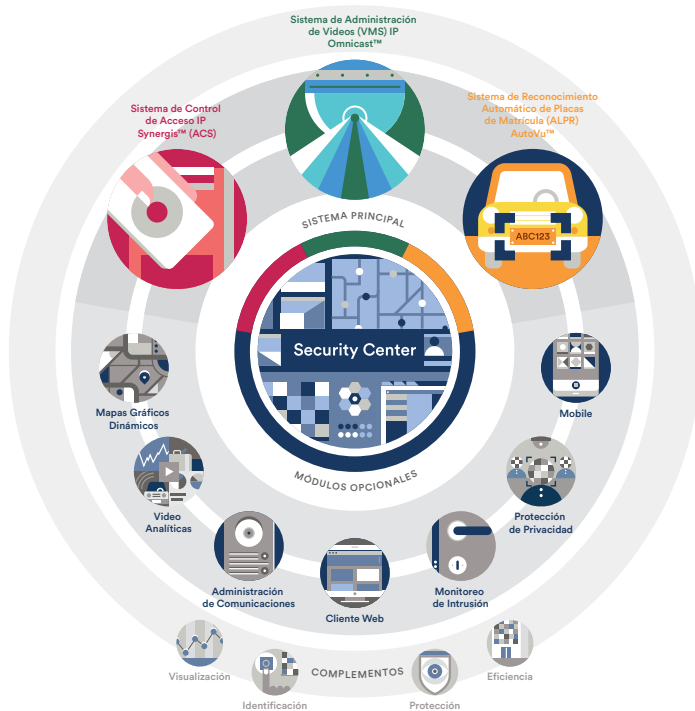 Sistema de Administración
de Videos (VMS) IP
Omnicast™
Sistema de Control
de Acceso IP
Synergis™ (ACS)
Sistema de Reconocimiento
Automático de Placas
de Matrícula (ALPR)
AutoVu™
ABC123
SISTEMA PRINCIPAL
Security Center
MÓDULOS OPCIONALES
Mapas Gráficos
Dinámicos
Mobile
Video
Analíticas
Protección
de Privacidad
Administración
de Comunicaciones
Monitoreo
de Intrusión
Cliente Web
COMPLEMENTOS
Visualización
Identificación
Protección
Eficiencia